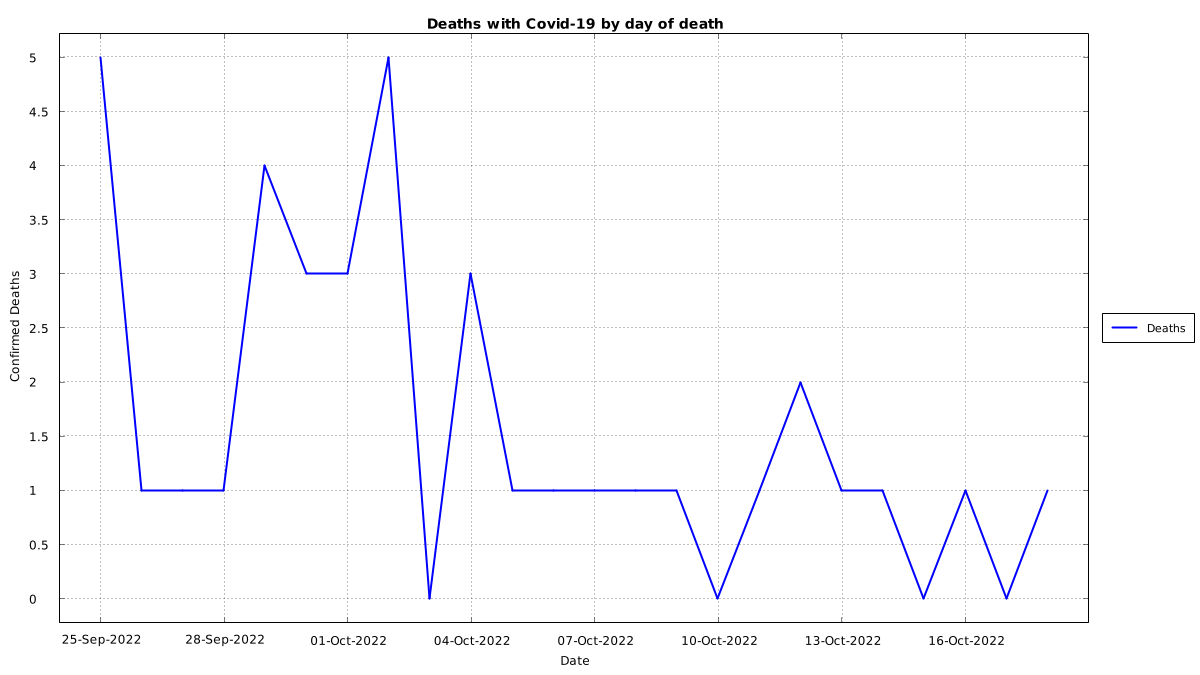 Deaths with Covid-19 by day of death
5
4.5
4
3.5
3
2.5
2
1.5
1
0.5
0
Confirmed Deaths
Deaths
25-Sep-2022 28-Sep-2022 01-Oct-2022 04-Oct-2022 07-Oct-2022 10-Oct-2022 13-Oct-2022 16-Oct-2022
Date